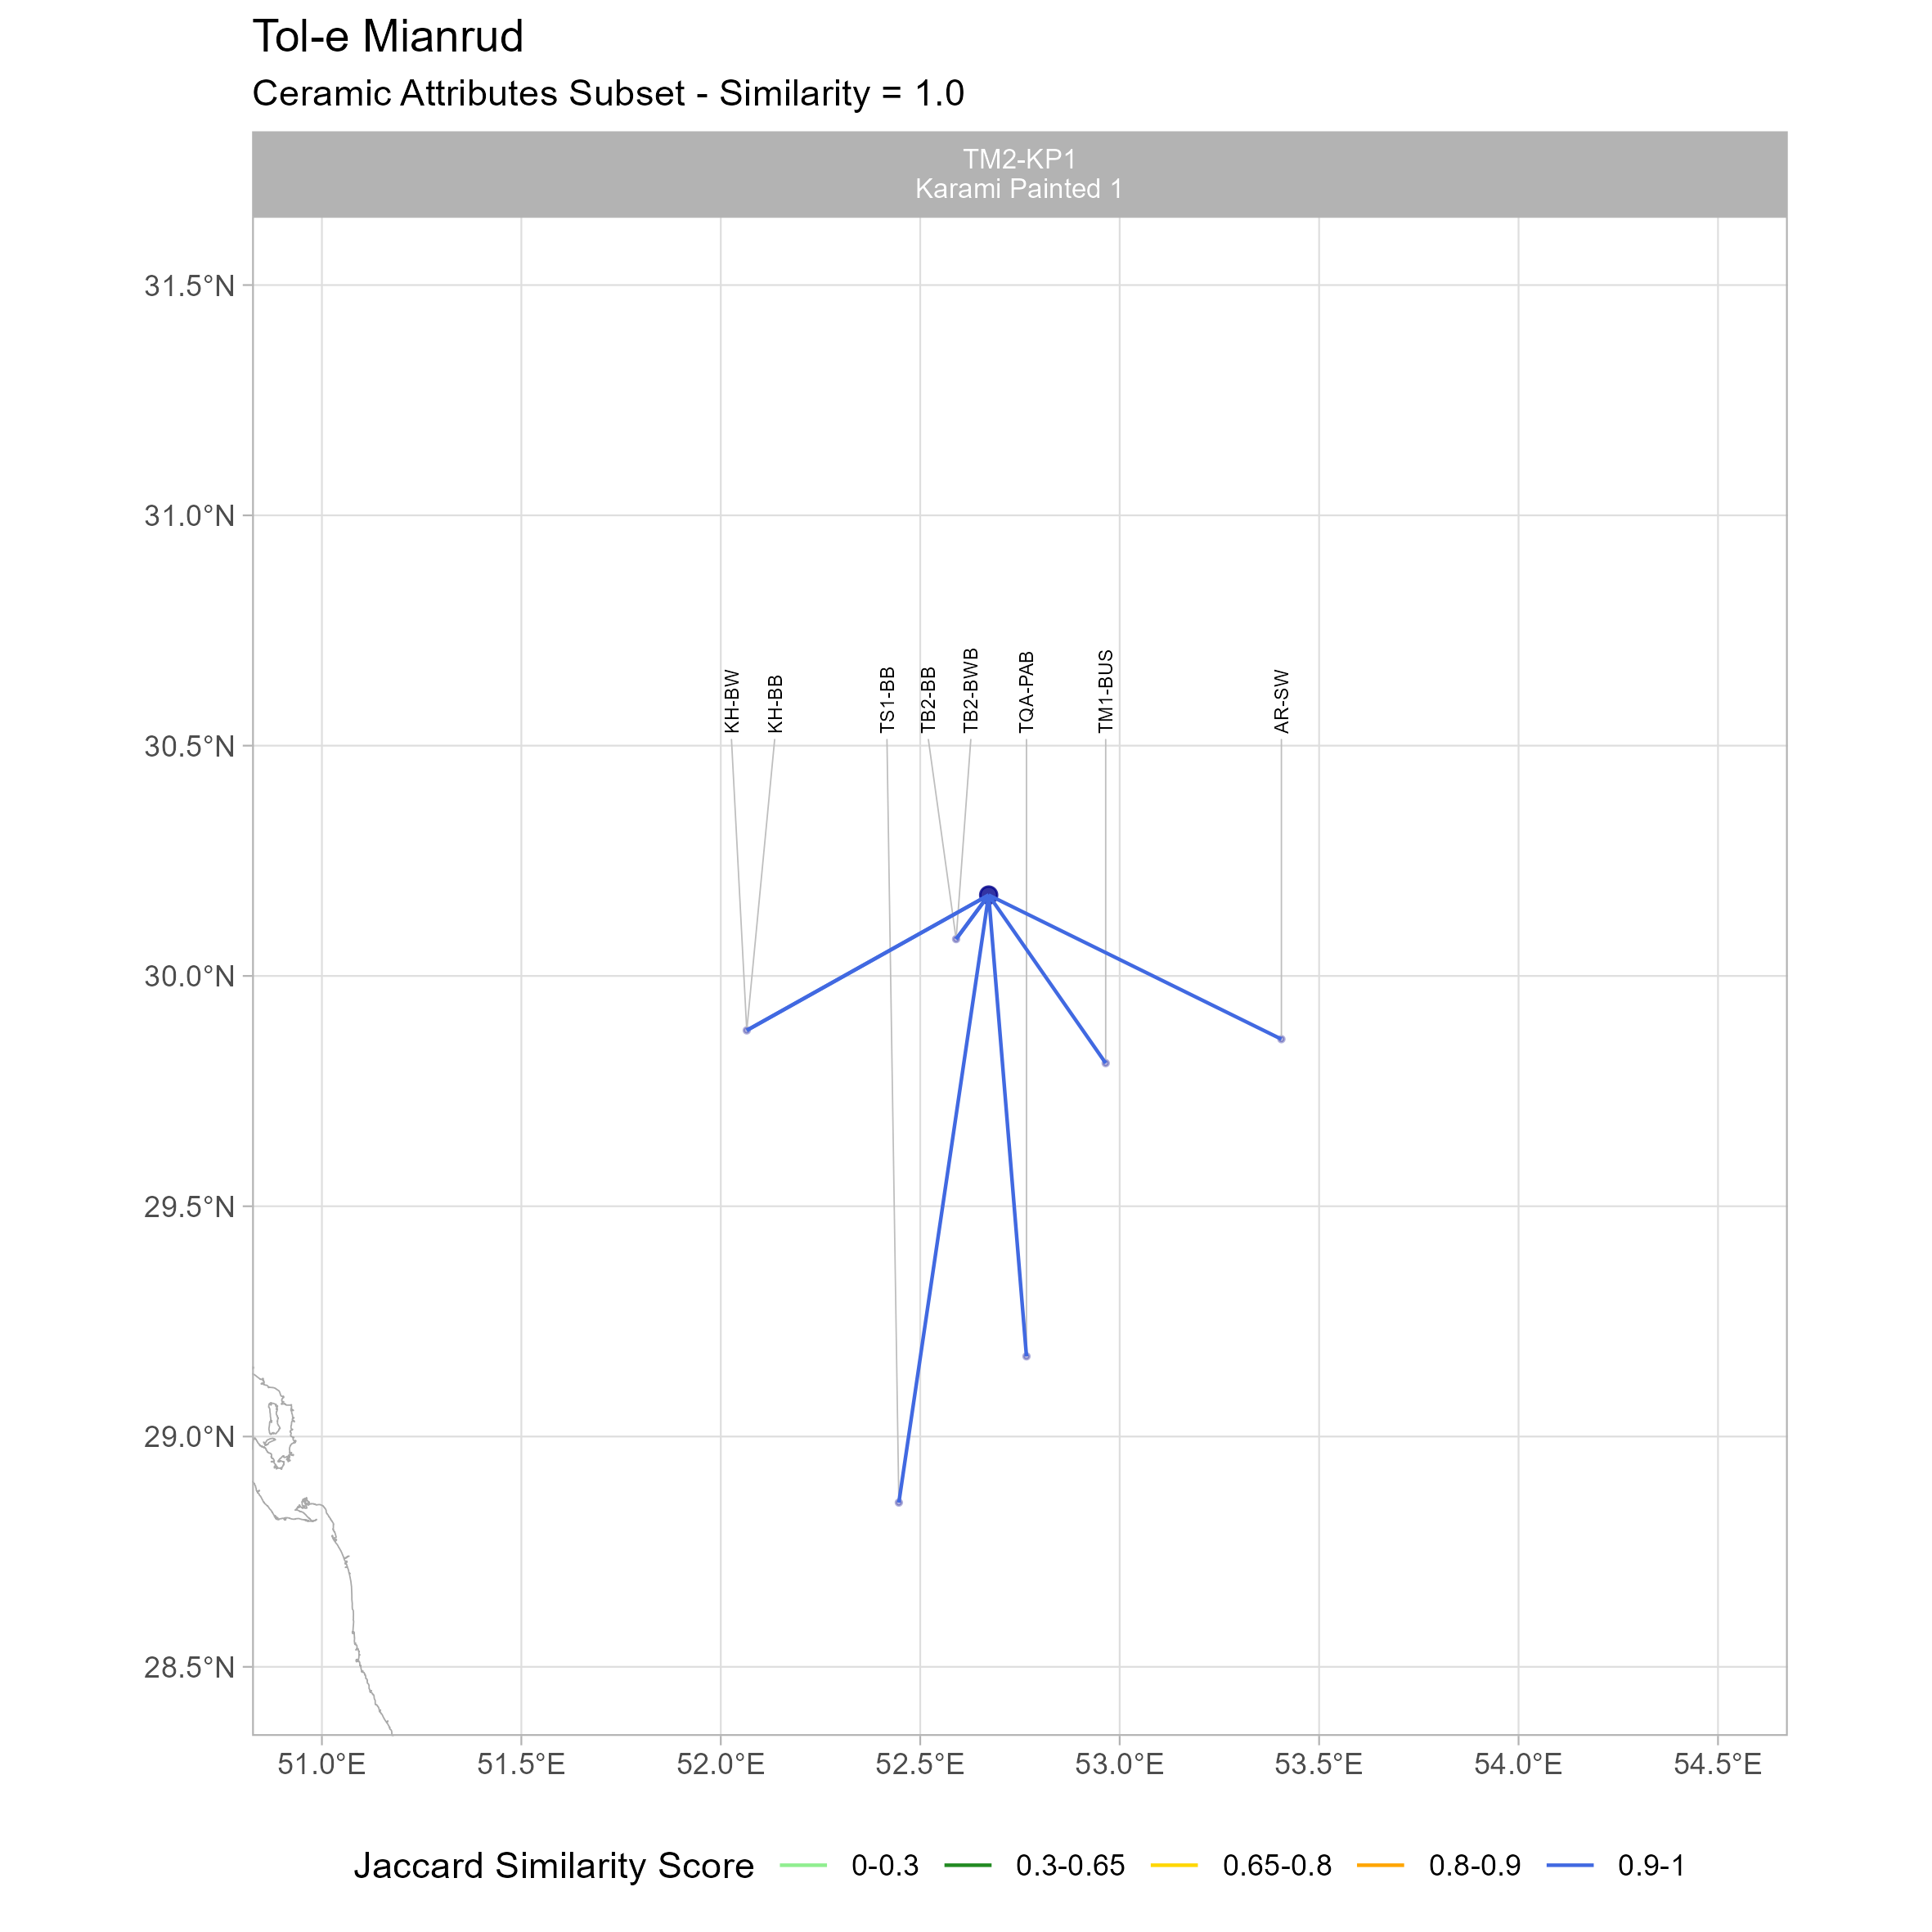 Tol-e Mianrud
Ceramic Attributes Subset - Similarity = 1.0
TM2-KP1
Karami Painted 1
31.5°N
31.0°N
30.5°N
30.0°N
29.5°N
29.0°N
28.5°N
KH-BW
KH-BB
TS1-BB
TB2-BB
TB2-BWB
TQA-PAB
TM1-BUS
AR-SW
51.0°E 51.5°E 52.0°E 52.5°E 53.0°E 53.5°E 54.0°E 54.5°E
Jaccard Similarity Score 0-0.3 0.3-0.65 0.65-0.8 0.8-0.9 0.9-1